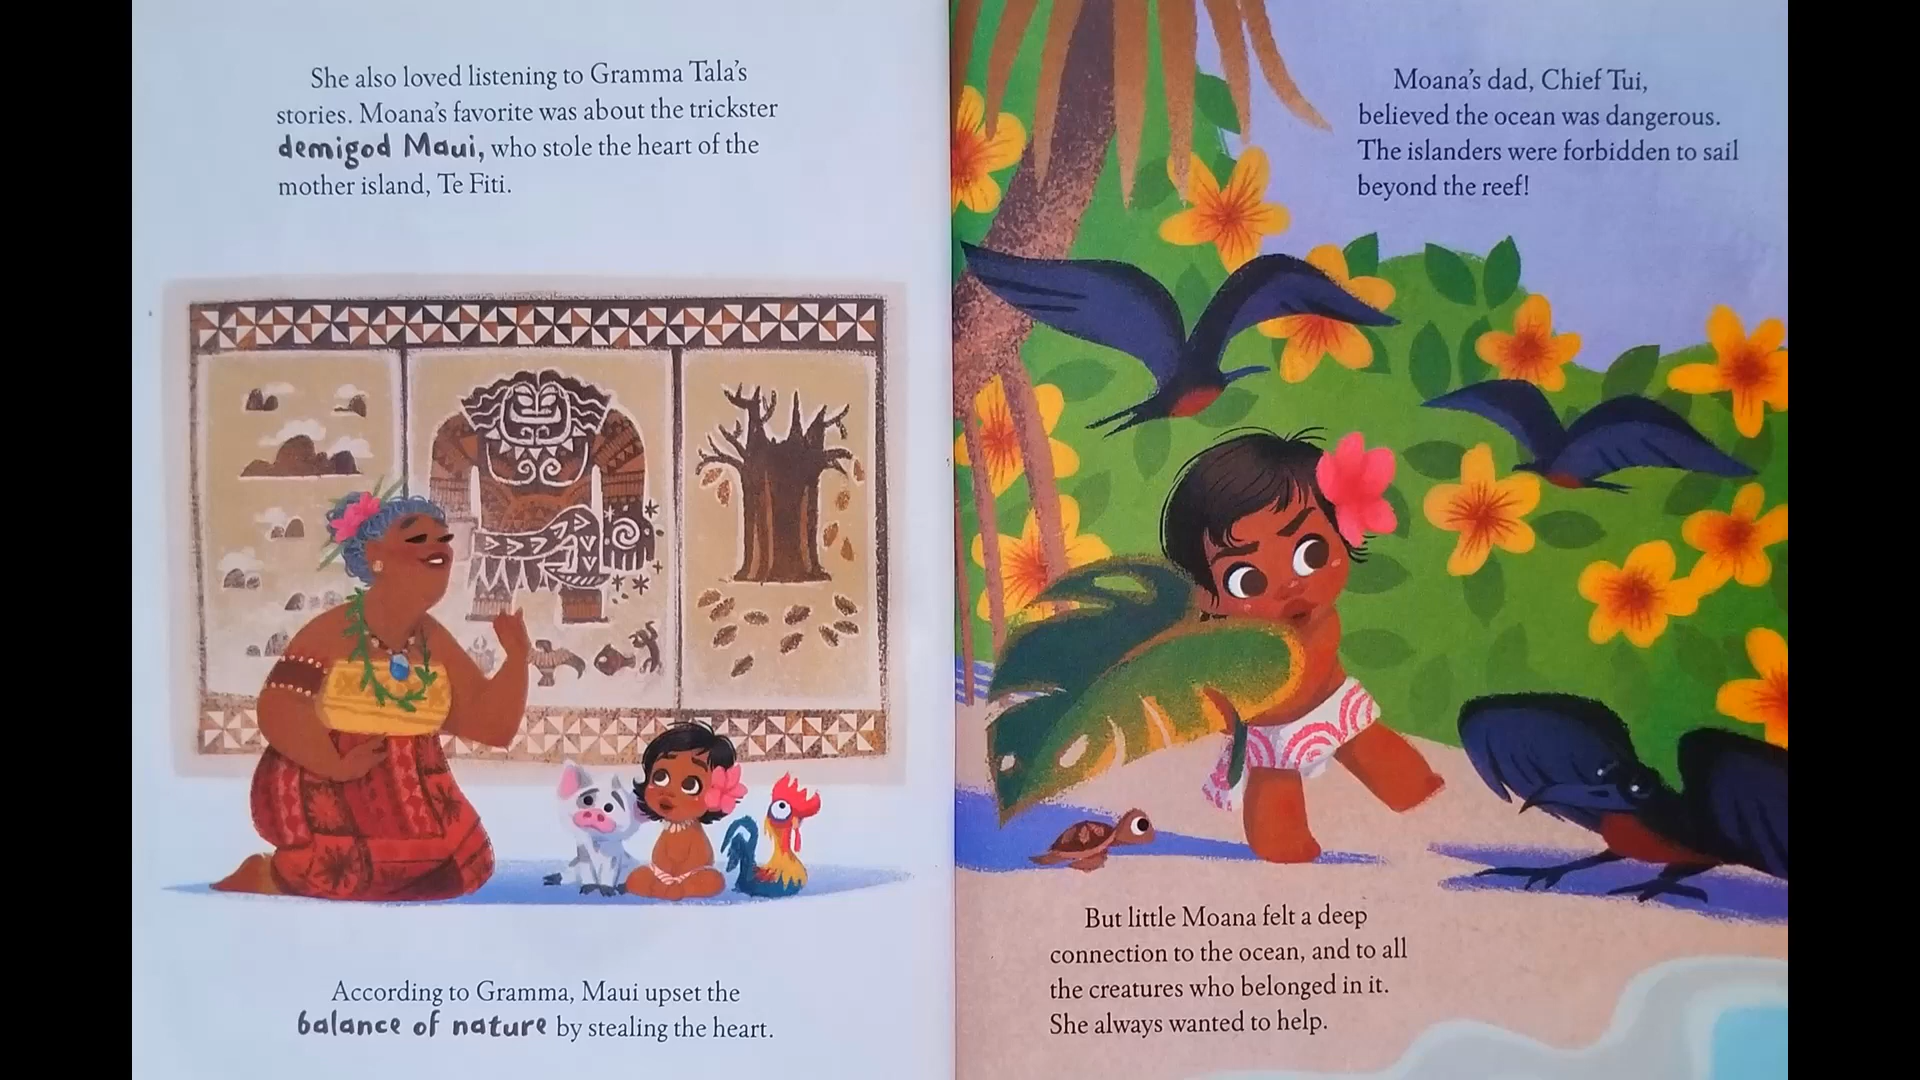 She also loved listening to Gramma Tala's
stories. Moana's favorite was about the trickster
demigod Maui, who stole the heart of the
mother island, Te Fiti.
According to Gramma, Maui upset the
balance of nature by stealing the heart.
Moana's dad, Chief Tui,
believed the ocean was dangerous.
The islanders were forbidden to sail
beyond the reef!
But little Moana felt a deep
connection to the ocean, and to all
the creatures who belonged in it.
She always wanted to help.